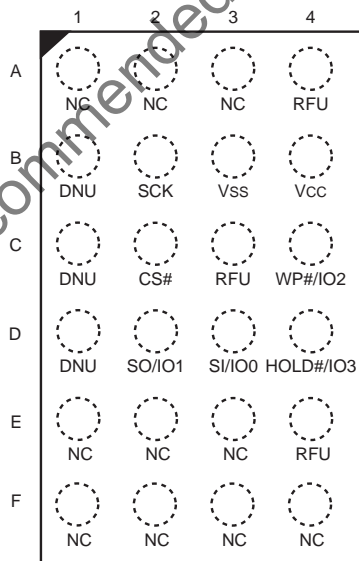 1 2 3 4
A
NC NC NC RFU
B
DNU SCK Vss Vcc
C
DNU CS# RFU WP#/IO2
D
DNU SO/IO1 SI/IO0 HOLD#/IO3
E
NC NC NC RFU
F
NC NC NC NC